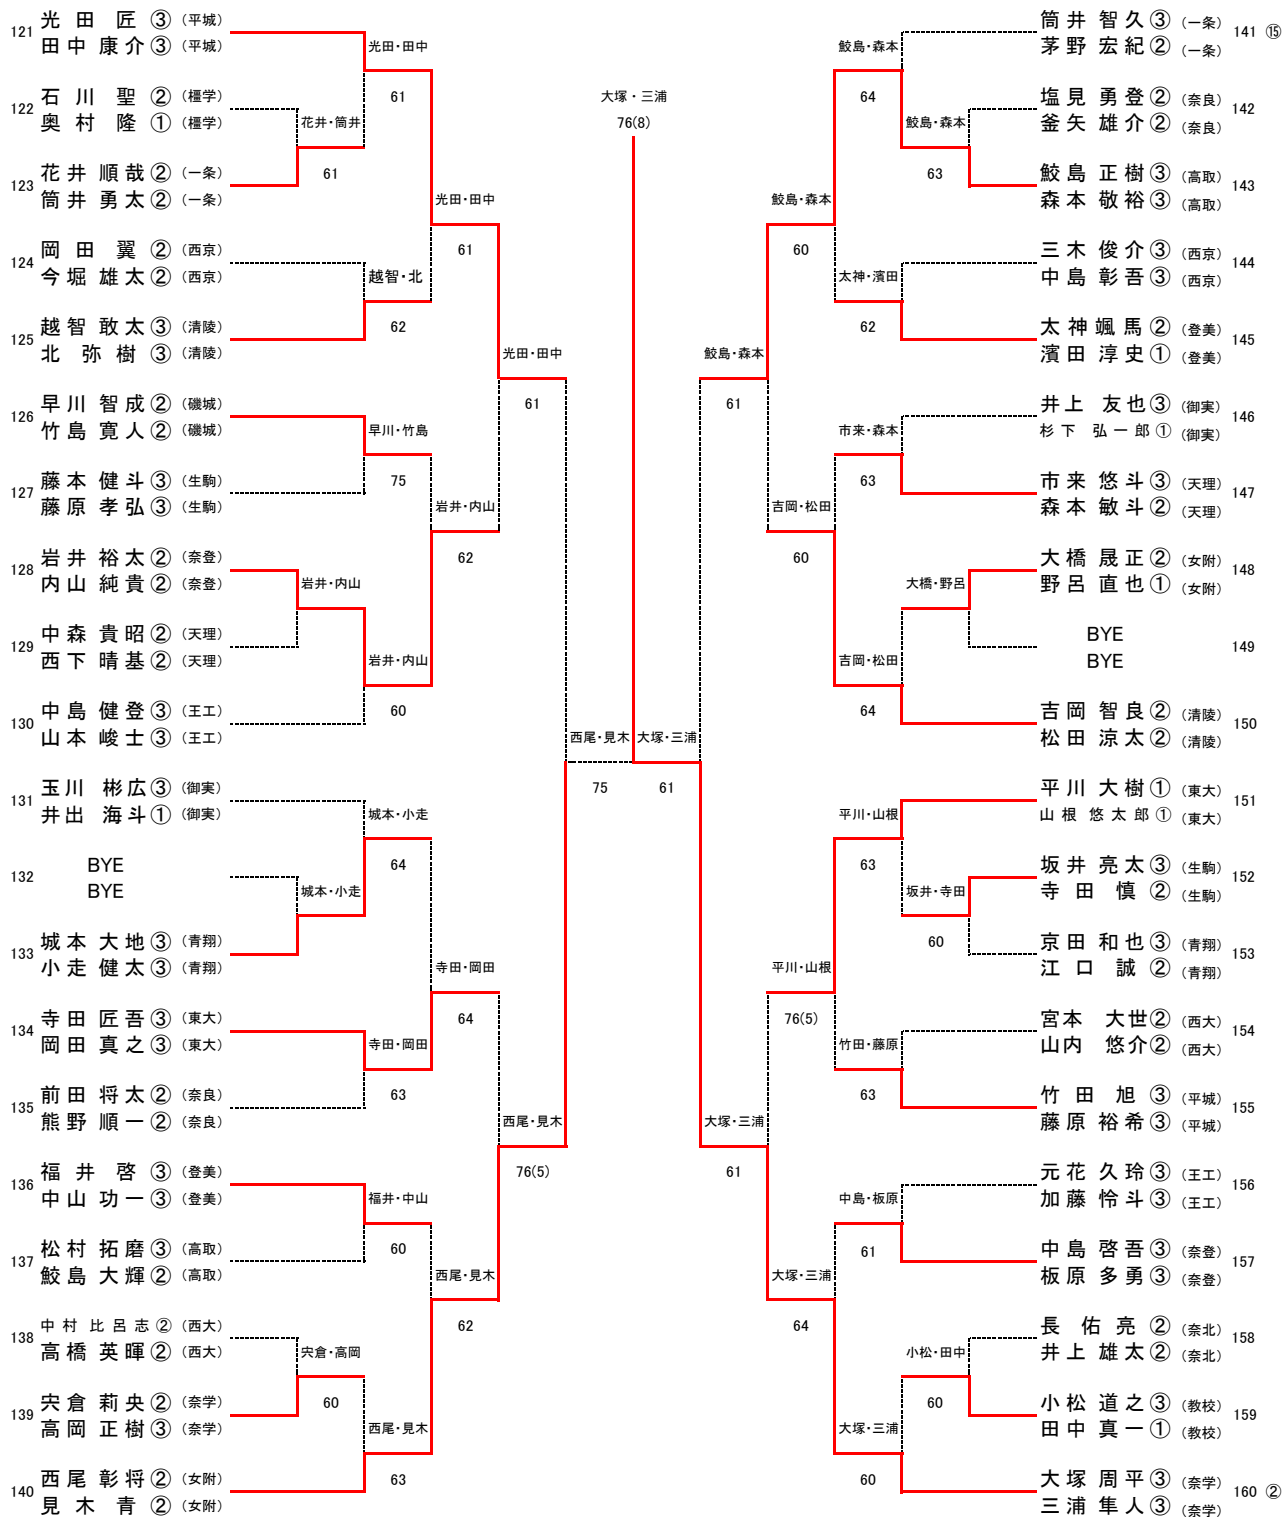 121 光田 匠 ③ (平城)
田中 康介 ③ (平城)
122 石川 聖 ② (橿学)
奥村 隆 ① (橿学)
123 花井 順哉 ② (一条)
筒井 勇太 ② (一条)
124 岡田 翼 ② (西京)
今堀 雄太 ② (西京)
125 越智 敢太 ③ (清陵)
北 弥樹 ③ (清陵)
126 早川 智成 ② (磯城)
竹島 寛人 ② (磯城)
127 藤本 健斗 ③ (生駒)
藤原 孝弘 ③ (生駒)
128 岩井 裕太 ② (奈登)
内山 純貴 ② (奈登)
129 中森 貴昭 ② (天理)
西下 晴基 ② (天理)
130 中島 健登 ③ (王工)
山本 峻士 ③ (王工)
131 玉川 彬広 ③ (御実)
井出 海斗 ① (御実)
132 BYE
BYE
133 城本 大地 ③ (青翔)
小走 健太 ③ (青翔)
134 寺田 匠吾 ③ (東大)
岡田 真之 ③ (東大)
135 前田 将太 ② (奈良)
熊野 順一 ② (奈良)
136 福井 啓 ③ (登美)
中山 功一 ③ (登美)
137 松村 拓磨 ③ (高取)
鮫島 大輝 ② (高取)
138 中村 比呂志 ② (西大)
高橋 英暉 ② (西大)
139 宍倉 莉央 ② (奈学)
高岡 正樹 ③ (奈学)
140 西尾 彰将 ② (女附)
見木 青 ② (女附)
花井・筒井
61
岩井・内山
城本・小走
宍倉・高岡
60
光田・田中
61
越智・北
62
早川・竹島
75
岩井・内山
60
城本・小走
64
寺田・岡田
63
福井・中山
60
西尾・見木
63
光田・田中
61
岩井・内山
62
寺田・岡田
64
西尾・見木
62
光田・田中
61
西尾・見木
76(5)
西尾・見木
75
大塚・三浦
76(8)
大塚・三浦
61
鮫島・森本
61
大塚・三浦
61
鮫島・森本
60
吉岡・松田
60
平川・山根
76(5)
大塚・三浦
64
鮫島・森本
64
太神・濱田
62
市来・森本
63
吉岡・松田
64
平川・山根
63
竹田・藤原
63
中島・板原
61
大塚・三浦
60
鮫島・森本
63
大橋・野呂
坂井・寺田
60
小松・田中
60
筒井 智久 ③ (一条) 141 ⑮
茅野 宏紀 ② (一条)
塩見 勇登 ② (奈良) 142
釜矢 雄介 ② (奈良)
鮫島 正樹 ③ (高取) 143
森本 敬裕 ③ (高取)
三木 俊介 ③ (西京) 144
中島 彰吾 ③ (西京)
太神 颯馬 ② (登美) 145
濱田 淳史 ① (登美)
井上 友也 ③ (御実) 146
杉下 弘一郎 ① (御実)
市来 悠斗 ③ (天理) 147
森本 敏斗 ② (天理)
大橋 晟正 ② (女附) 148
野呂 直也 ① (女附)
BYE 149
BYE
吉岡 智良 ② (清陵) 150
松田 涼太 ② (清陵)
平川 大樹 ① (東大) 151
山根 悠太郎 ① (東大)
坂井 亮太 ③ (生駒) 152
寺田 慎 ② (生駒)
京田 和也 ③ (青翔) 153
江口 誠 ② (青翔)
宮本 大世 ② (西大) 154
山内 悠介 ② (西大)
竹田 旭 ③ (平城) 155
藤原 裕希 ③ (平城)
元花 久玲 ③ (王工) 156
加藤 怜斗 ③ (王工)
中島 啓吾 ③ (奈登) 157
板原 多勇 ③ (奈登)
長 佑亮 ② (奈北) 158
井上 雄太 ② (奈北)
小松 道之 ③ (教校) 159
田中 真一 ① (教校)
大塚 周平 ③ (奈学) 160 ②
三浦 隼人 ③ (奈学)